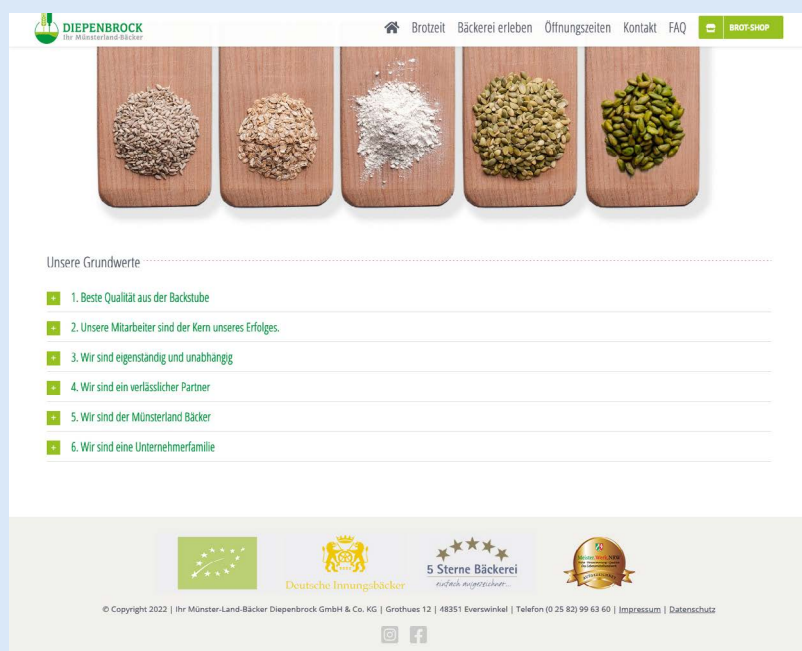 DIEPENBROCK
Ihr Münsterland-Bäcker
Brotzeit Bäckerei erleben Öffnungszeiten Kontakt FAQ BROT-SHOP
Unsere Grundwerte
+ 1. Beste Qualität aus der Backstube
+ 2. Unsere Mitarbeiter sind der Kern unseres Erfolges.
+ 3. Wir sind eigenständig und unabhängig
+ 4. Wir sind ein verlässlicher Partner
+ 5. Wir sind der Münsterland Bäcker
+ 6. Wir sind eine Unternehmerfamilie
Deutsche Innungsbäcker
5 Sterne Bäckerei
einfach ausgezeichnet...
Meister.Werk.NRW
© Copyright 2022 | Ihr Münster-Land-Bäcker Diepenbrock GmbH & Co. KG | Grothues 12 | 48351 Everswinkel | Telefon (0 25 82) 99 63 60 | Impressum | Datenschutz